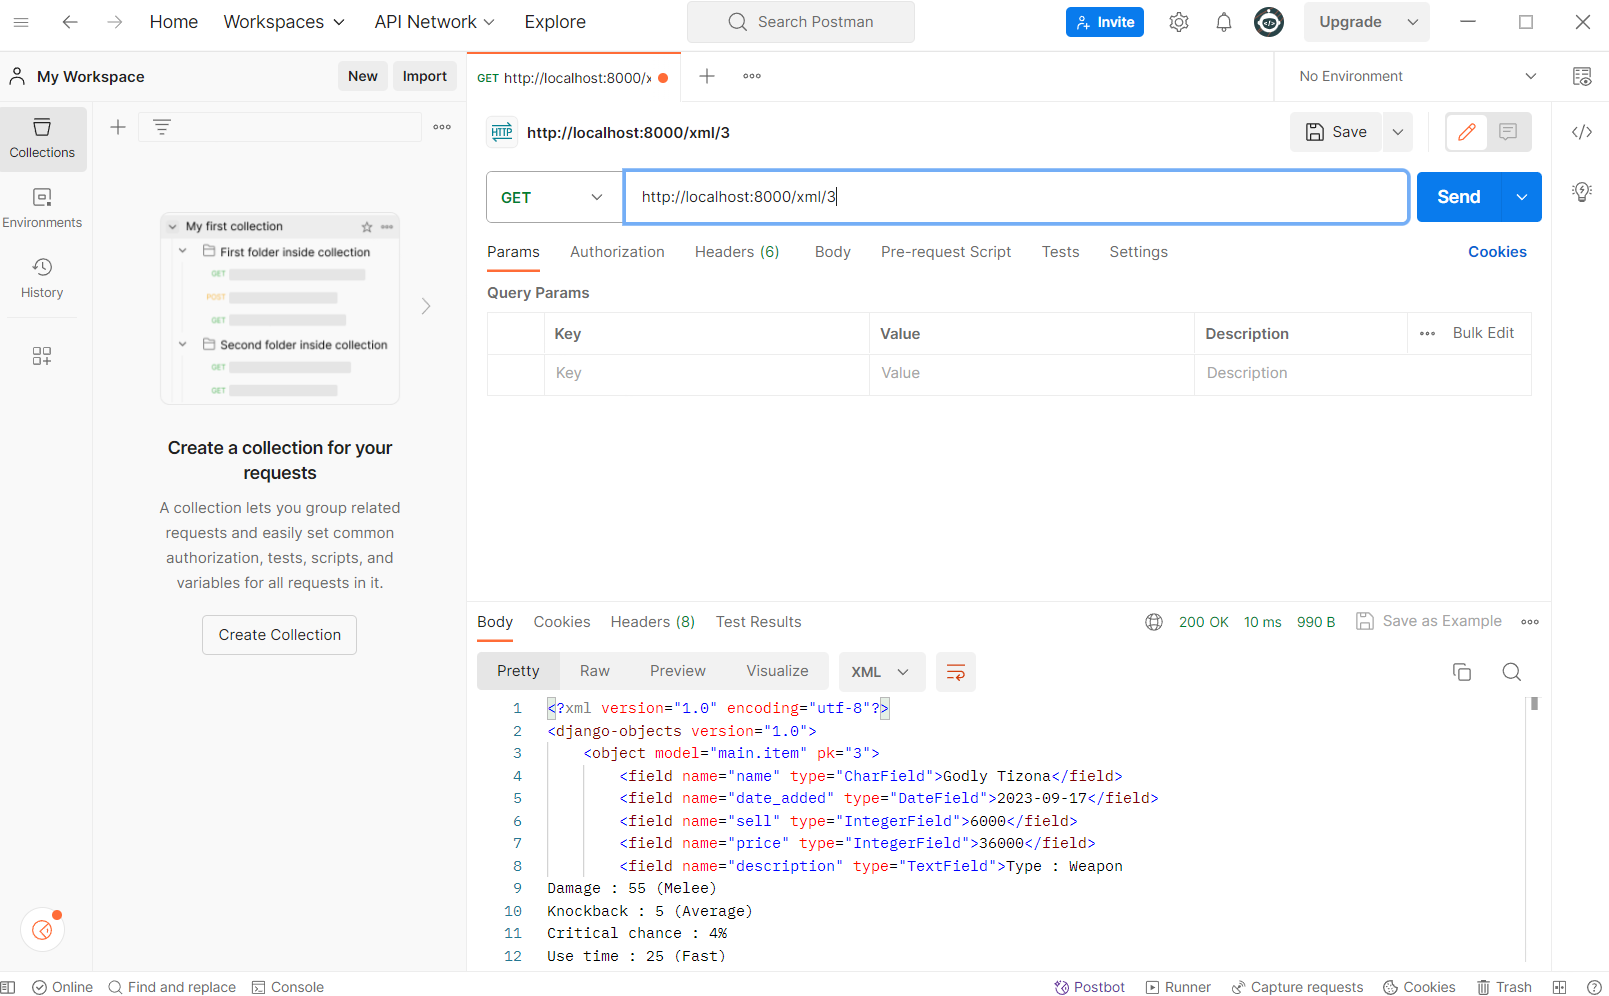 Home
Workspaces
API Network
Explore
Search Postman
Invite
Upgrade
My Workspace
New
Import
GET http://localhost:8000/x
No Environment
Collections
Environments
History
HTTP
http://localhost:8000/xml/3
Save
GET
http://localhost:8000/xml/3
Send
Params
Authorization
Headers (6)
Body
Pre-request Script
Tests
Settings
Cookies
Query Params
Key
Value
Description
Bulk Edit
Key
Value
Description
My first collection
First folder inside collection
GET
POST
GET
Second folder inside collection
GET
GET
Create a collection for your
requests
A collection lets you group related
requests and easily set common
authorization, tests, scripts, and
variables for all requests in it.
Create Collection
Body
Cookies
Headers (8)
Test Results
200 OK
10 ms
990 B
Save as Example
Pretty
Raw
Preview
Visualize
XML
1 <?xml version="1.0" encoding="utf-8"?>
2 <django-objects version="1.0">
3 <object model="main.item" pk="3">
4 <field name="name" type="CharField">Godly Tizona</field>
5 <field name="date_added" type="DateField">2023-09-17</field>
6 <field name="sell" type="IntegerField">6000</field>
7 <field name="price" type="IntegerField">36000</field>
8 <field name="description" type="TextField">Type : Weapon
9 Damage : 55 (Melee)
10 Knockback : 5 (Average)
11 Critical chance : 4%
12 Use time : 25 (Fast)
Online
Find and replace
Console
Postbot
Runner
Capture requests
Cookies
Trash